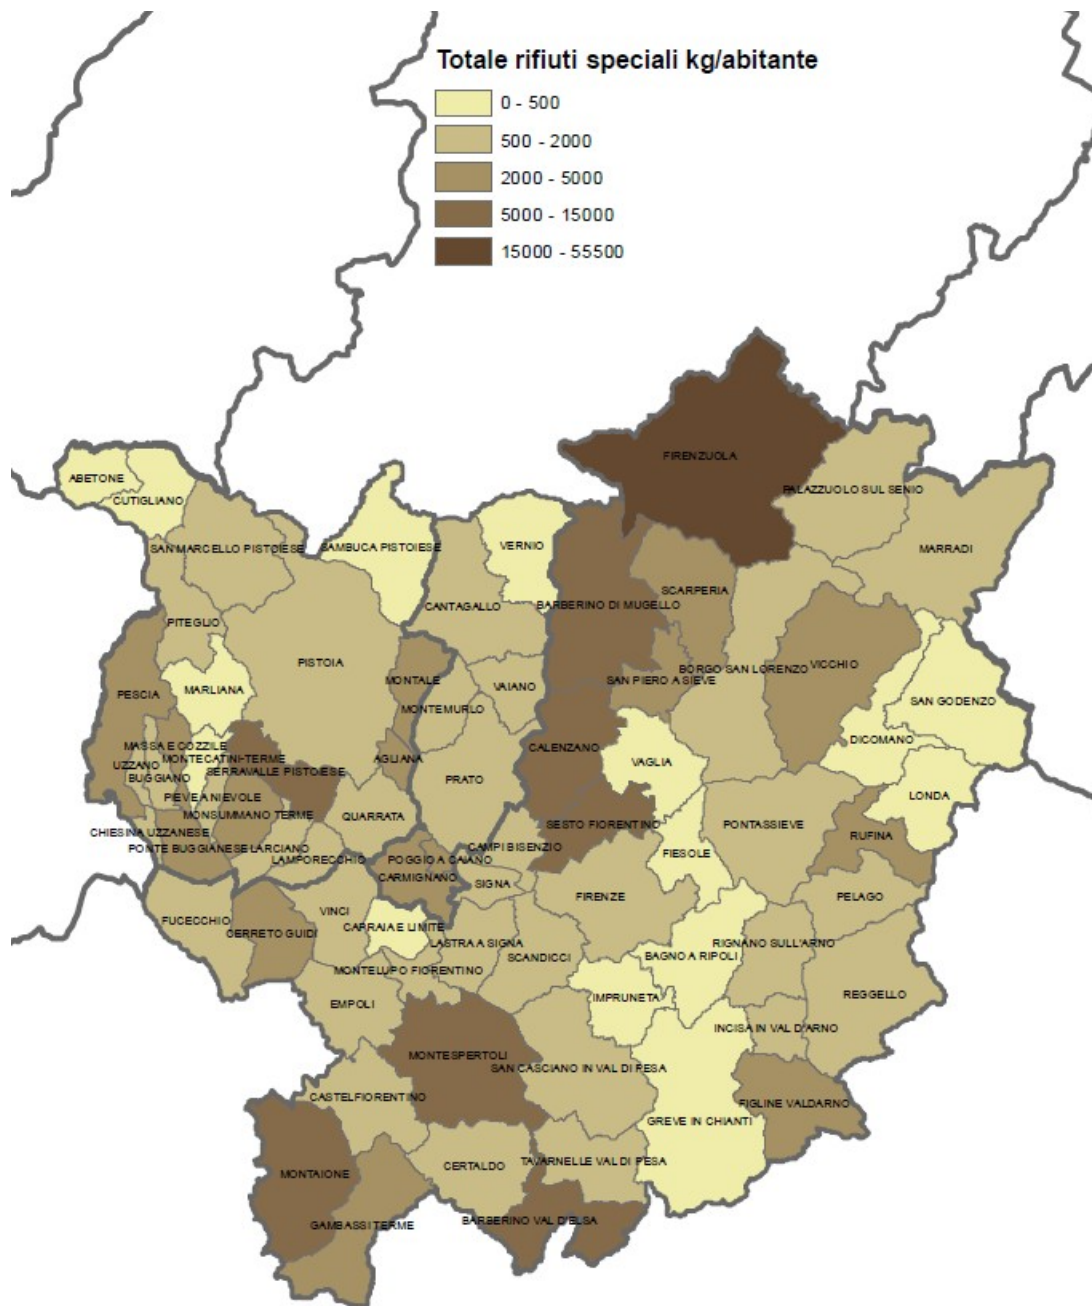 Totale rifiuti speciali kg/abitante
0 - 500
500 - 2000
2000 - 5000
5000 - 15000
15000 - 55500
FIRENZUOLA
ABETONE
PALAZZUOLO SUL SENIO
CUTIGLIANO
SAN MARCELLO PISTOIESE
SAMBUCA PISTOIESE
VERNIO
MARRADI
SCARPERIA
CANTAGALLO
BARBERINO DI MUGELLO
PITEGLIO
PISTOIA
VICCHIO
BORGO SAN LORENZO
MONTALE
SAN PIERO A SIEVE
VAIANO
MARLIANA
PESCIA
SAN GODENZO
MONTEMURLO
DICOMANO
MASSA E COZZILE
CALENZANO
MONTECATINI-TERME
AGLIANA
VAGLIA
UZZANO
SERRAVALLE PISTOIESE
BUGGIANO
PRATO
LONDA
PIEVE A NIEVOLE
MONSUMMANO TERME
QUARRATA
SESTO FIORENTINO
PONTASSIEVE
CHIESINA UZZANESE
RUFINA
PONTE BUGGIANESE
LARCIANO
CAMPI BISENZIO
FIESOLE
LAMPORECCHIO
POGGIO A CAIANO
CARMIGNANO
SIGNA
FIRENZE
PELAGO
VINCI
FUCECCHIO
CAPRAIA E LIMITE
CERRETO GUIDI
LASTRA A SIGNA
RIGNANO SULL'ARNO
SCANDICCI
BAGNO A RIPOLI
MONTELUPO FIORENTINO
REGGELLO
IMPRUNETA
EMPOLI
INCISA IN VAL D'ARNO
MONTESPERTOLI
SAN CASCIANO IN VAL DI PESA
CASTELFIORENTINO
FIGLINE VALDARNO
GREVE IN CHIANTI
TAVARNELLE VAL DI PESA
CERTALDO
MONTAIONE
BARBERINO VAL D'ELSA
GAMBASSI TERME